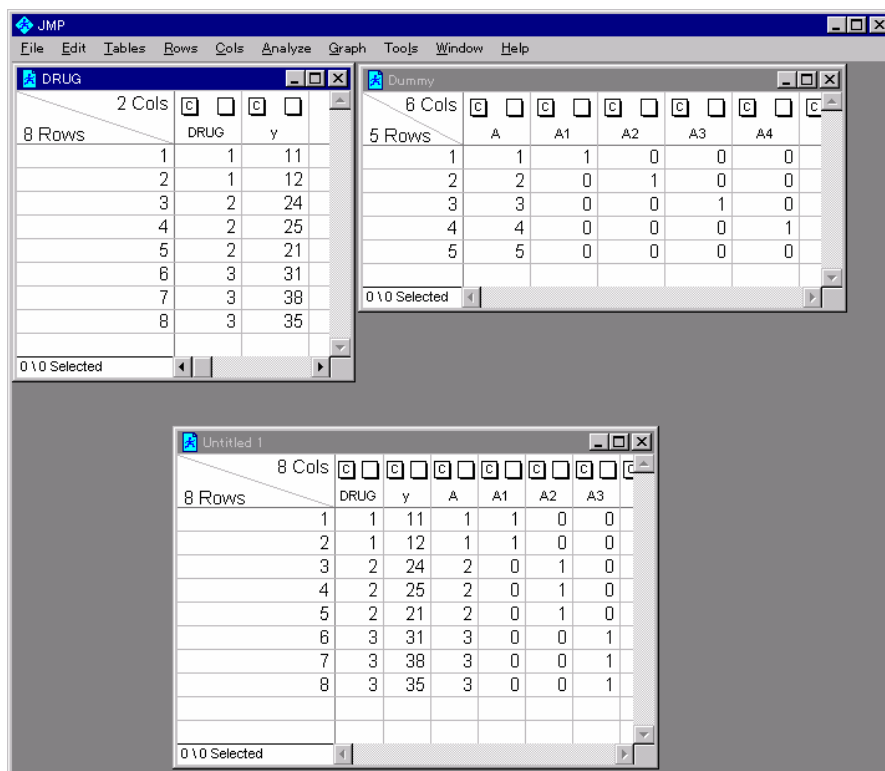 JMP
File Edit Tables Rows Cols Analyze Graph Tools Window Help
DRUG
2 Cols C C
8 Rows DRUG y
1 1 11
2 1 12
3 2 24
4 2 25
5 2 21
6 3 31
7 3 38
8 3 35
0\0 Selected
Dummy
6 Cols C C C C C C
5 Rows A A1 A2 A3 A4
1 1 1 0 0 0
2 2 0 1 0 0
3 3 0 0 1 0
4 4 0 0 0 1
5 5 0 0 0 0
0\0 Selected
Untitled 1
8 Cols C C C C C C C
8 Rows DRUG y A A1 A2 A3
1 1 11 1 1 0 0
2 1 12 1 1 0 0
3 2 24 2 0 1 0
4 2 25 2 0 1 0
5 2 21 2 0 1 0
6 3 31 3 0 0 1
7 3 38 3 0 0 1
8 3 35 3 0 0 1
0\0 Selected